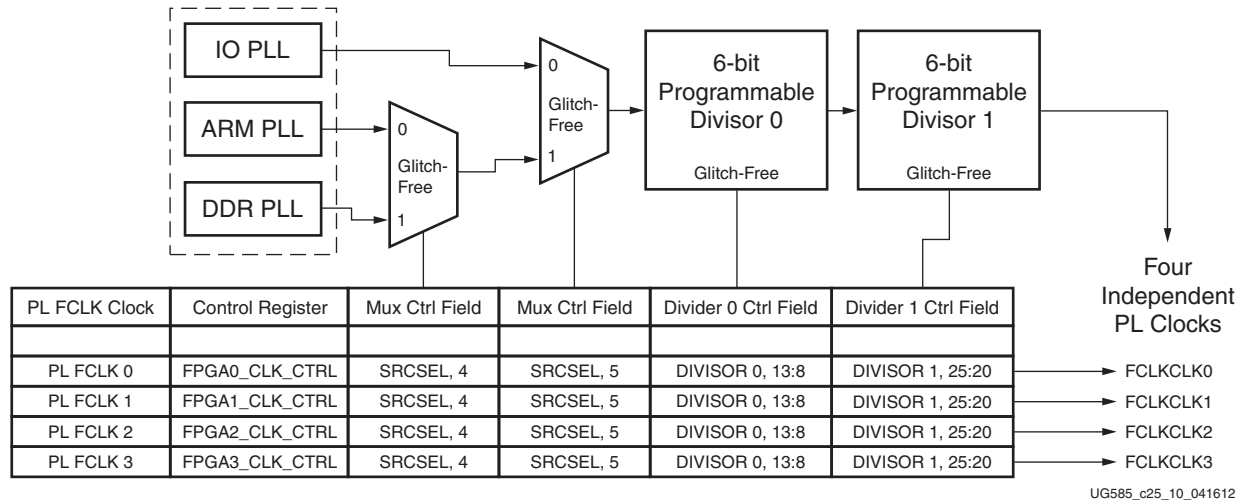 IO PLL
ARM PLL
DDR PLL
0
Glitch-
Free
1
0
Glitch-
Free
1
6-bit
Programmable
Divisor 0
Glitch-Free
6-bit
Programmable
Divisor 1
Glitch-Free
Four
Independent
PL Clocks
PL FCLK Clock Control Register Mux Ctrl Field Mux Ctrl Field Divider 0 Ctrl Field Divider 1 Ctrl Field
PL FCLK 0 FPGA0_CLK_CTRL SRCSEL, 4 SRCSEL, 5 DIVISOR 0, 13:8 DIVISOR 1, 25:20 FCLKCLK0
PL FCLK 1 FPGA1_CLK_CTRL SRCSEL, 4 SRCSEL, 5 DIVISOR 0, 13:8 DIVISOR 1, 25:20 FCLKCLK1
PL FCLK 2 FPGA2_CLK_CTRL SRCSEL, 4 SRCSEL, 5 DIVISOR 0, 13:8 DIVISOR 1, 25:20 FCLKCLK2
PL FCLK 3 FPGA3_CLK_CTRL SRCSEL, 4 SRCSEL, 5 DIVISOR 0, 13:8 DIVISOR 1, 25:20 FCLKCLK3
UG585_c25_10_041612